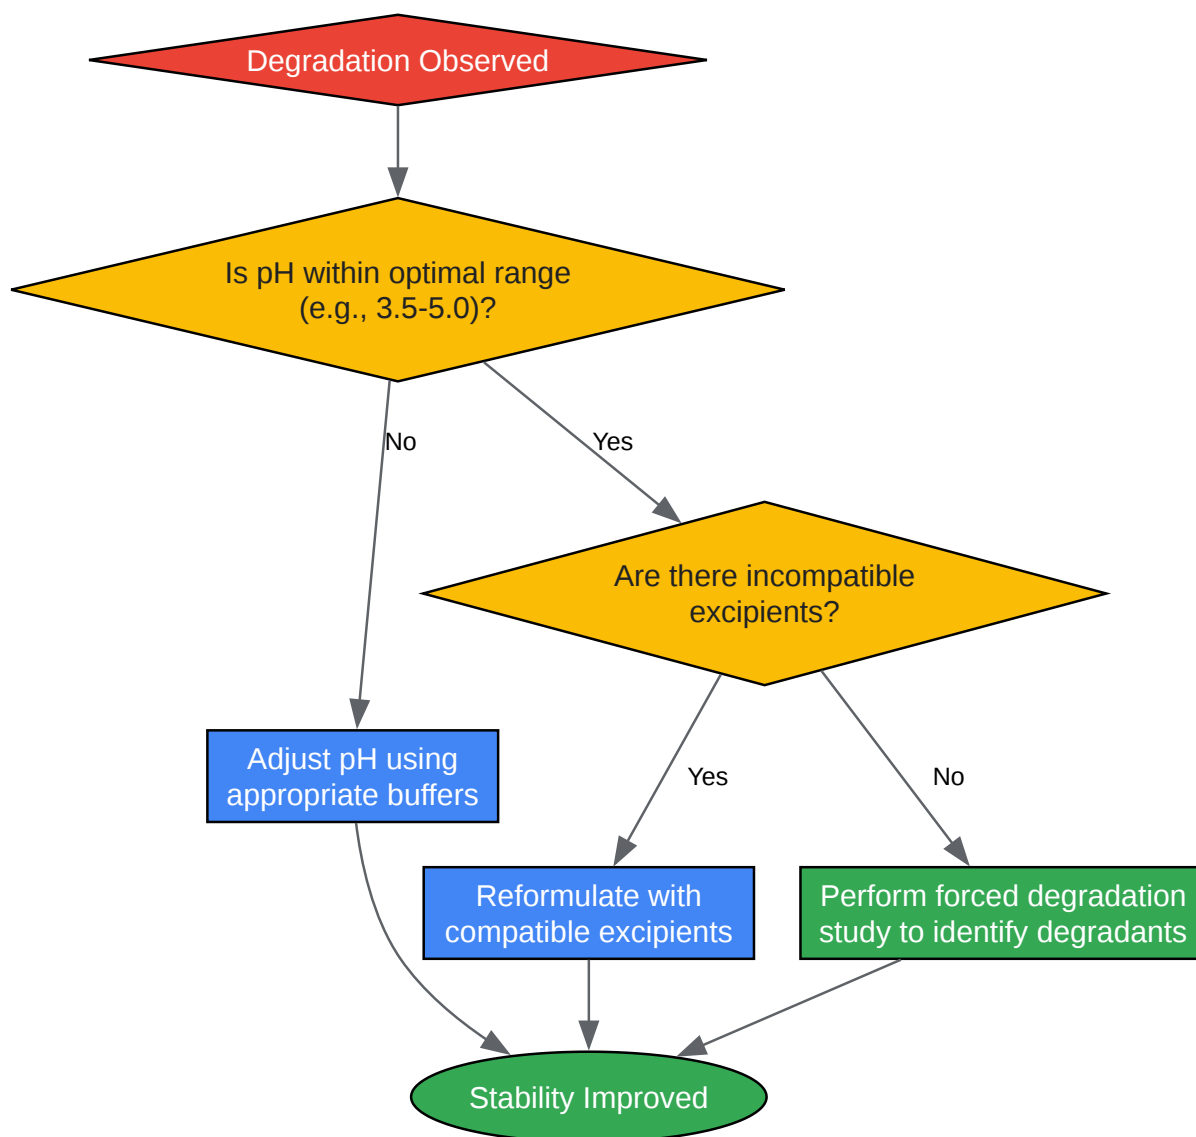 Degradation Observed
Is pH within optimal range
(e.g., 3.5-5.0)?
No
Yes
Are there incompatible
excipients?
Adjust pH using
appropriate buffers
Yes
No
Reformulate with
compatible excipients
Perform forced degradation
study to identify degradants
Stability Improved